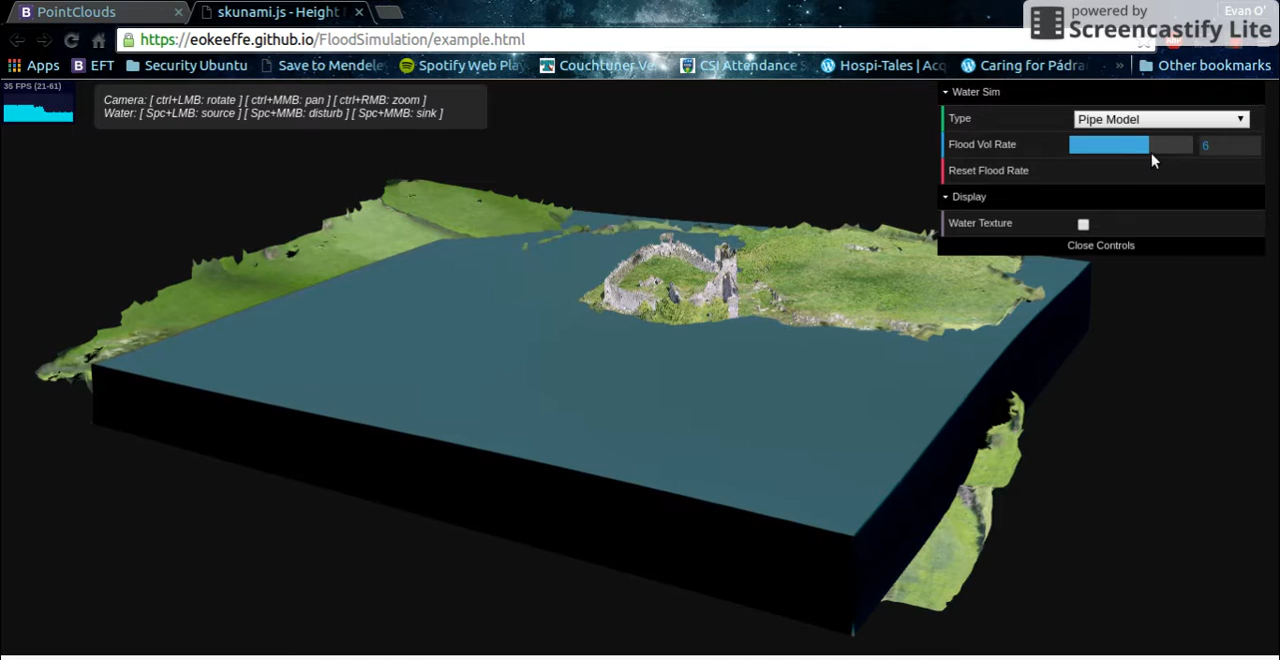 PointClouds
skunami.js - Height F
Evan O'
powered by
Screencastify Lite
https://eokeeffe.github.io/FloodSimulation/example.html
Apps EFT Security Ubuntu Save to Mendele Spotify Web Play Couchtuner Ve CSI Attendance S Hospi-Tales | Acq Caring for Pádra » Other bookmarks
35 FPS (21-61)
Camera: [ ctrl+LMB: rotate ] [ ctrl+MMB: pan ] [ ctrl+RMB: zoom ]
Water: [ Spc+LMB: source ] [ Spc+MMB: disturb ] [ Spc+MMB: sink ]
Water Sim
Type Pipe Model
Flood Vol Rate 6
Reset Flood Rate
Display
Water Texture
Close Controls